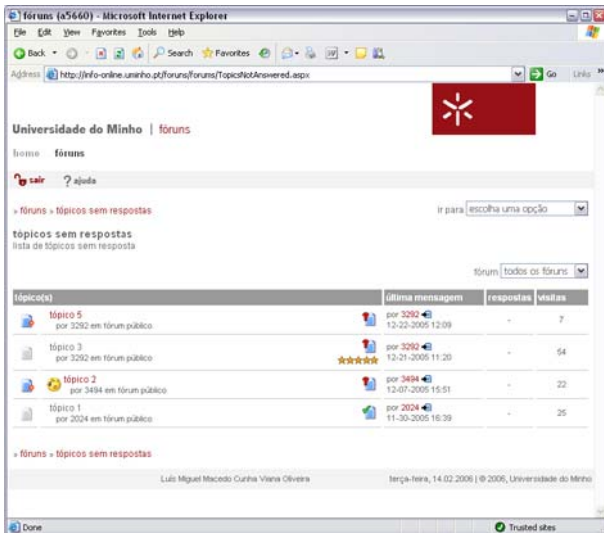 fóruns (a5660) - Microsoft Internet Explorer
File Edit View Favorites Tools Help
Back Search Favorites
Address http://info-online.uminho.pt/foruns/forums/TopicsNotAnswered.aspx Go Links »
Universidade do Minho | fóruns
home fóruns
sair ? ajuda
» fóruns » tópicos sem respostas ir para escolha uma opção
tópicos sem respostas
lista de tópicos sem resposta
fórum todos os fóruns
tópico(s) última mensagem respostas visitas
tópico 5 por 3292
por 3292 em fórum público 12-22-2005 12:09 - 7
tópico 3 por 3292
por 3292 em fórum público 12-21-2005 11:20 - 54
tópico 2 por 3494
por 3494 em fórum público 12-07-2005 15:51 - 22
tópico 1 por 2024
por 2024 em fórum público 11-30-2005 16:39 - 25
» fóruns » tópicos sem respostas
Luís Miguel Macedo Cunha Viana Oliveira terça-feira, 14.02.2006 | © 2006, Universidade do Minho
Done Trusted sites